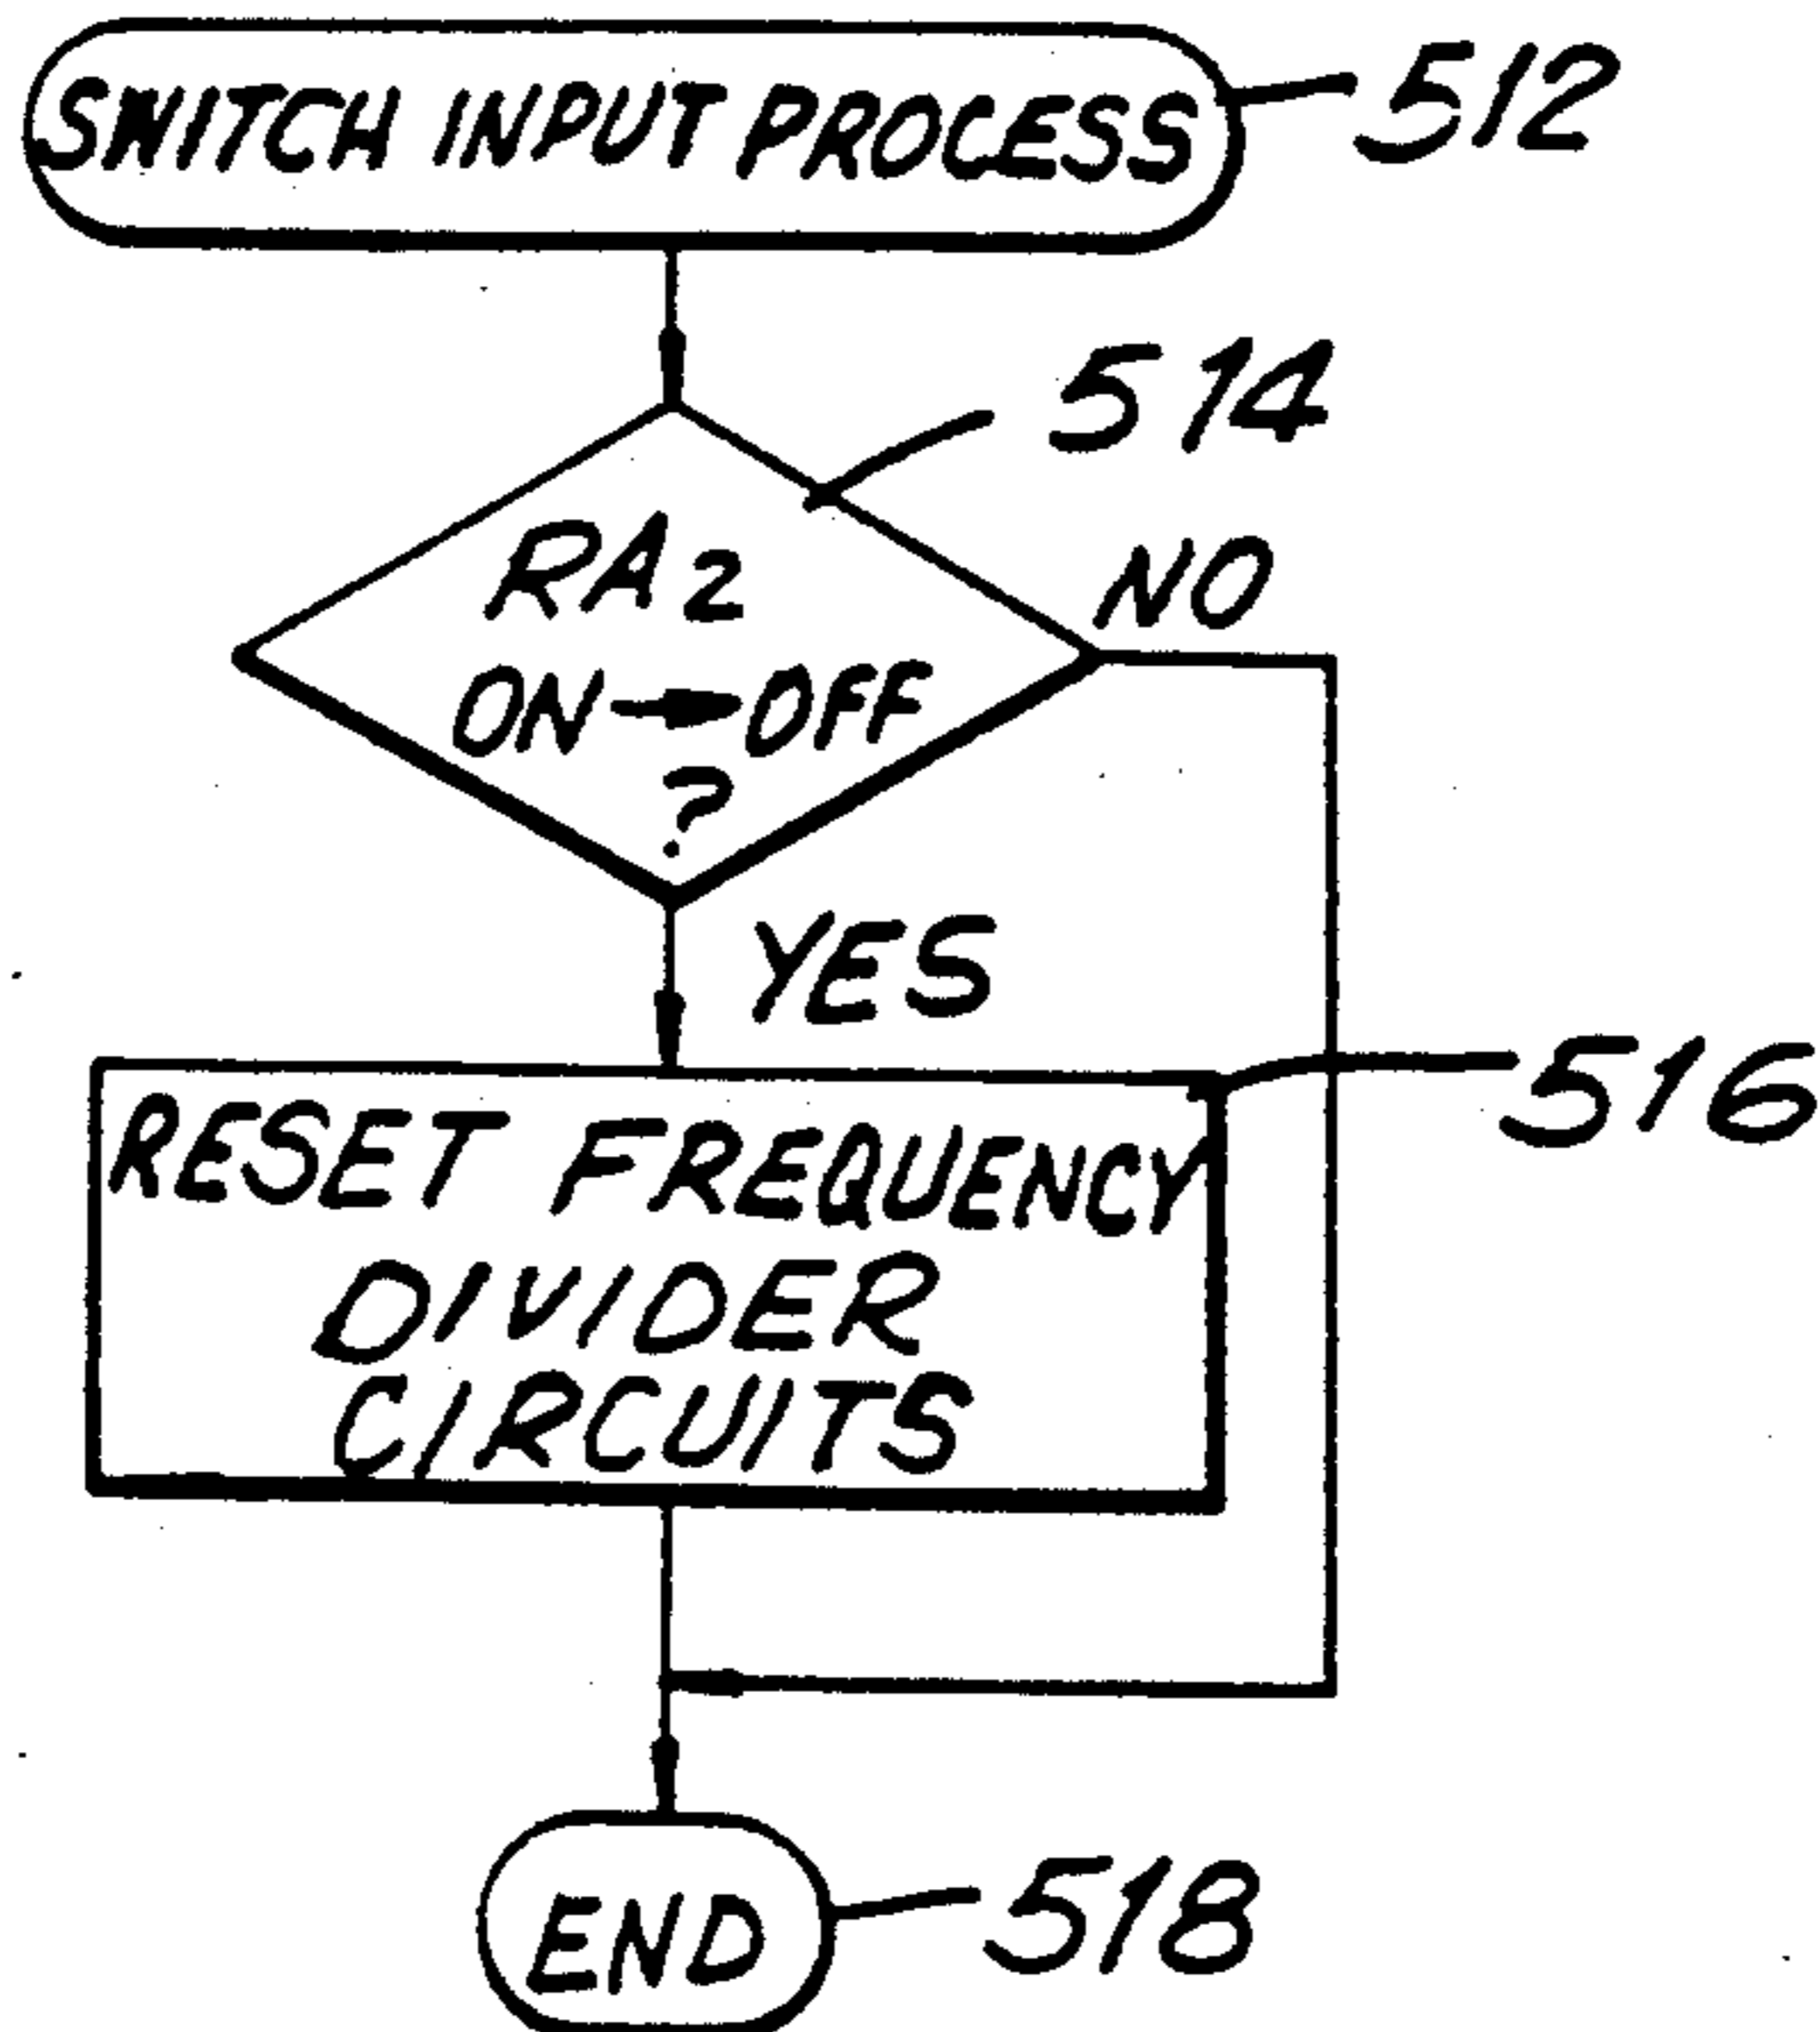 SWITCH INPUT PROCESS 512
514
RA2
ON→OFF
?
NO
YES
516
RESET FREQUENCY
DIVIDER
CIRCUITS
END 518